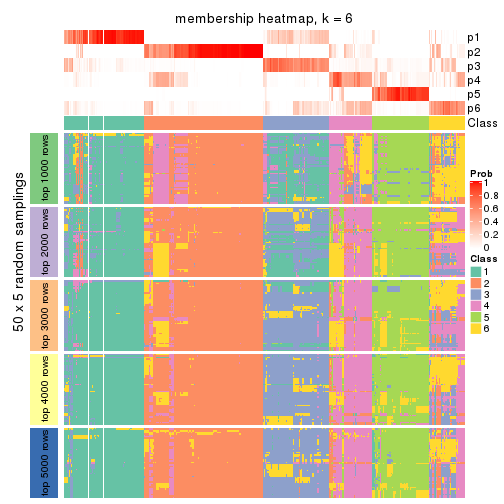 membership heatmap, k = 6
p1
p2
p3
p4
p5
p6
Class
50 x 5 random samplings
top 1000 rows
top 2000 rows
top 3000 rows
top 4000 rows
top 5000 rows
Prob
1
0.8
0.6
0.4
0.2
0
Class
1
2
3
4
5
6